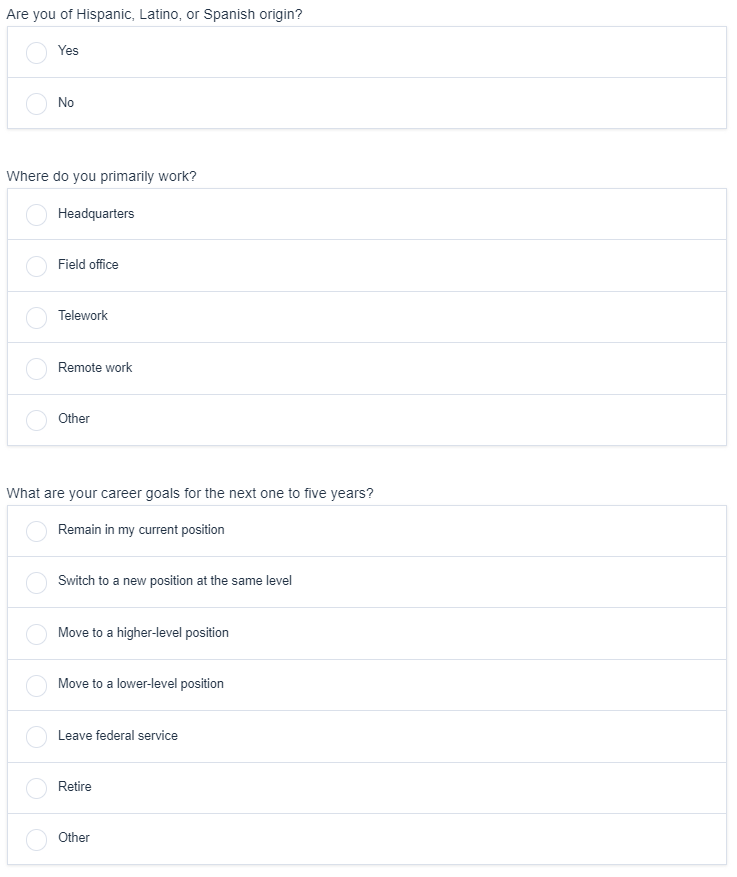 Are you of Hispanic, Latino, or Spanish origin?
Yes
No
Where do you primarily work?
Headquarters
Field office
Telework
Remote work
Other
What are your career goals for the next one to five years?
Remain in my current position
Switch to a new position at the same level
Move to a higher-level position
Move to a lower-level position
Leave federal service
Retire
Other